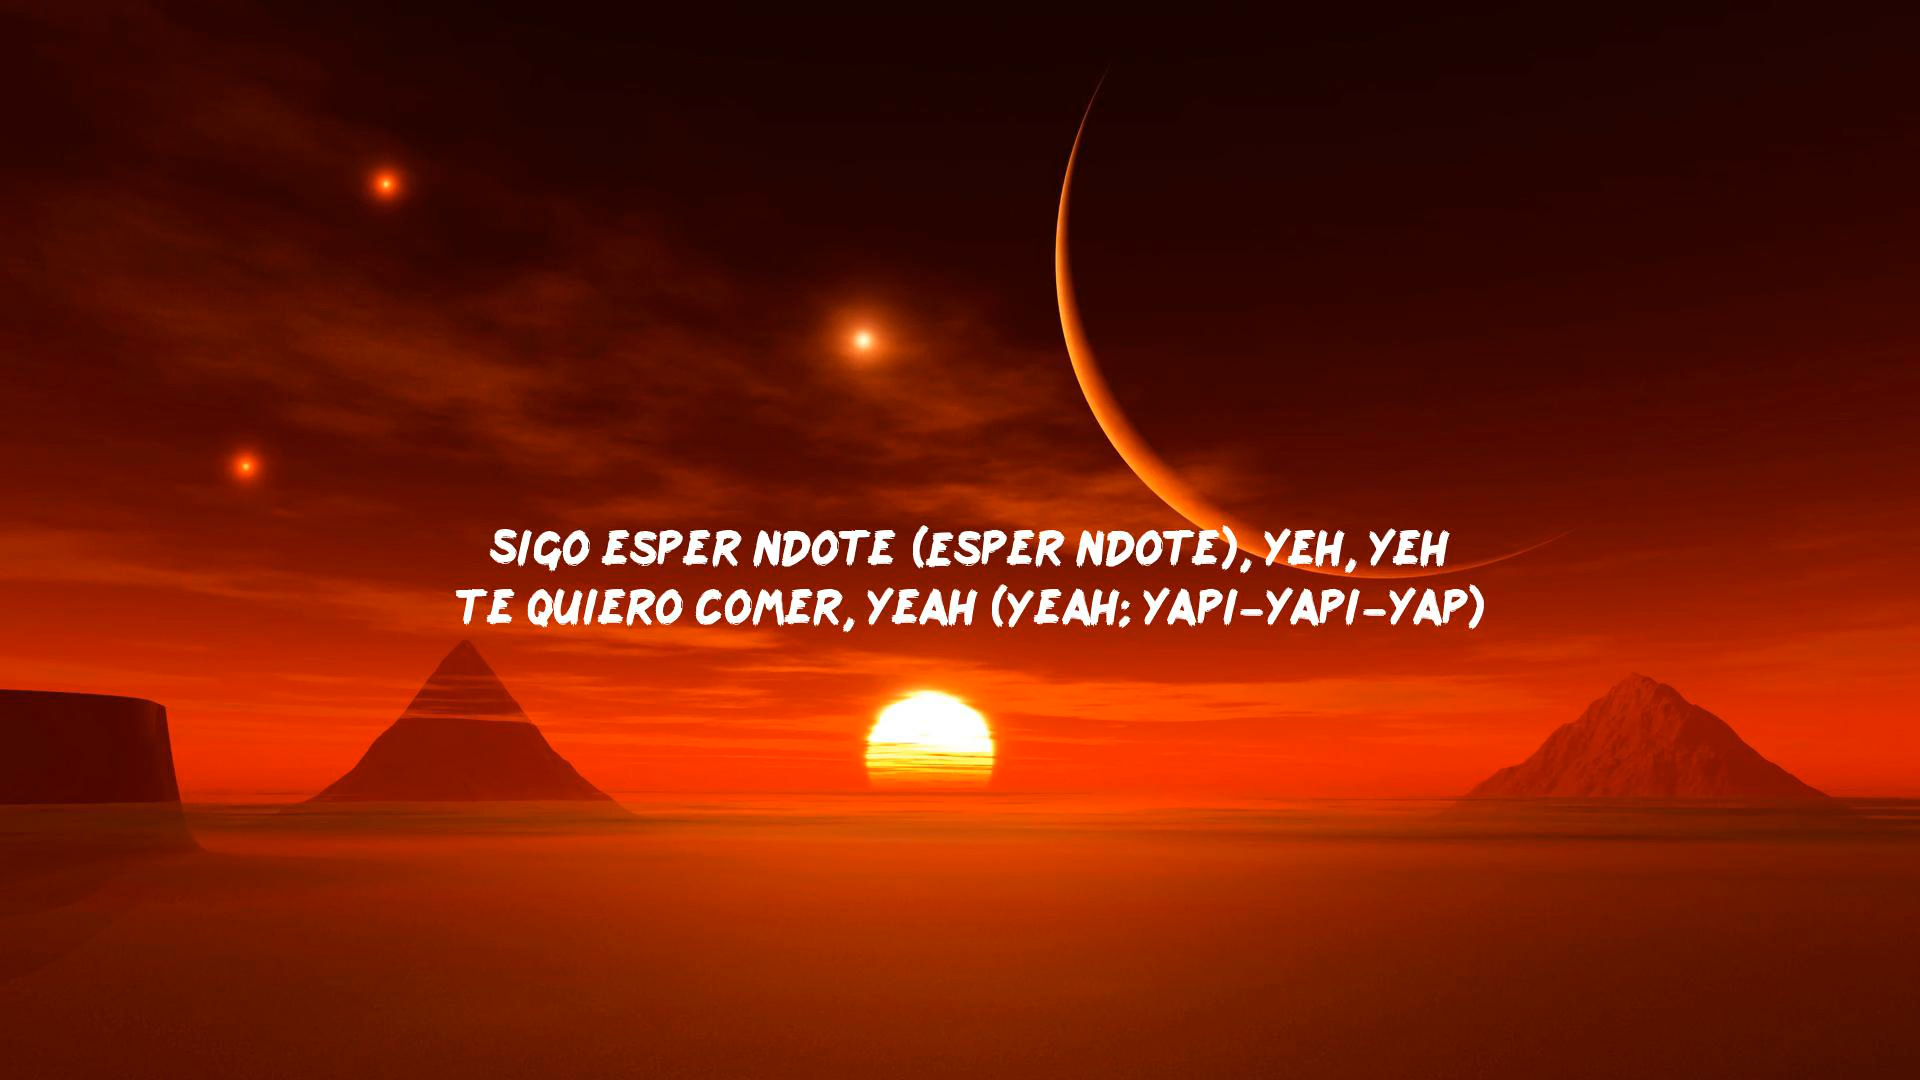 SIGO ESPER NDOTE (ESPER NDOTE), YEH, YEH
TE QUIERO COMER, YEAH (YEAH; YAPI-YAPI-YAP)